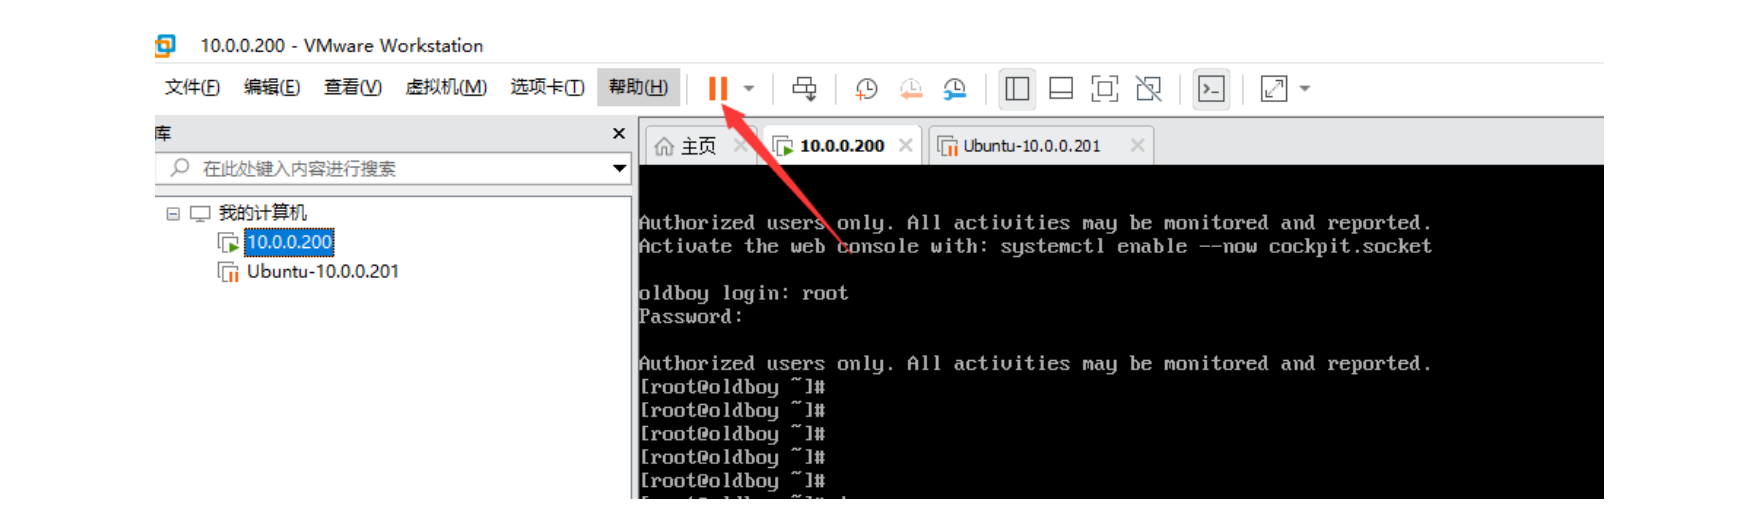 10.0.0.200 - VMware Workstation
文件(F) 编辑(E) 查看(V) 虚拟机(M) 选项卡(T) 帮助(H)
库
在此处键入内容进行搜索
我的计算机
10.0.0.200
Ubuntu-10.0.0.201
主页 10.0.0.200 Ubuntu-10.0.0.201
Authorized users only. All activities may be monitored and reported.
Activate the web console with: systemctl enable --now cockpit.socket
oldboy login: root
Password:
Authorized users only. All activities may be monitored and reported.
[root@oldboy ~]#
[root@oldboy ~]#
[root@oldboy ~]#
[root@oldboy ~]#
[root@oldboy ~]#